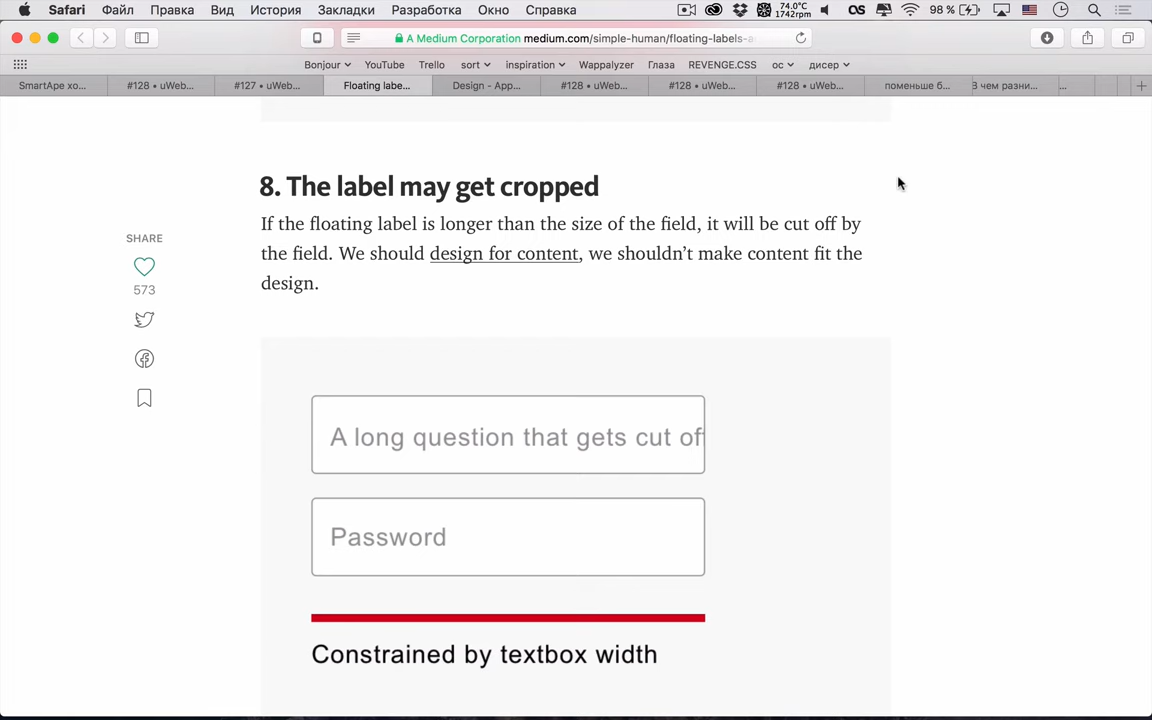 Safari Файл Правка Вид История Закладки Разработка Окно Справка 74.0°C 1742rpm 98 %
A Medium Corporation medium.com/simple-human/floating-labels-a
Bonjour YouTube Trello sort inspiration Wappalyzer Глаза REVENGE.CSS ос дисер
SmartApe хо... #128 • uWeb... #127 • uWeb... Floating labe... Design - App... #128 • uWeb... #128 • uWeb... #128 • uWeb... поменьше б... В чем разни... ...
8. The label may get cropped
If the floating label is longer than the size of the field, it will be cut off by
the field. We should design for content, we shouldn’t make content fit the
design.
SHARE
573
A long question that gets cut off
Password
Constrained by textbox width